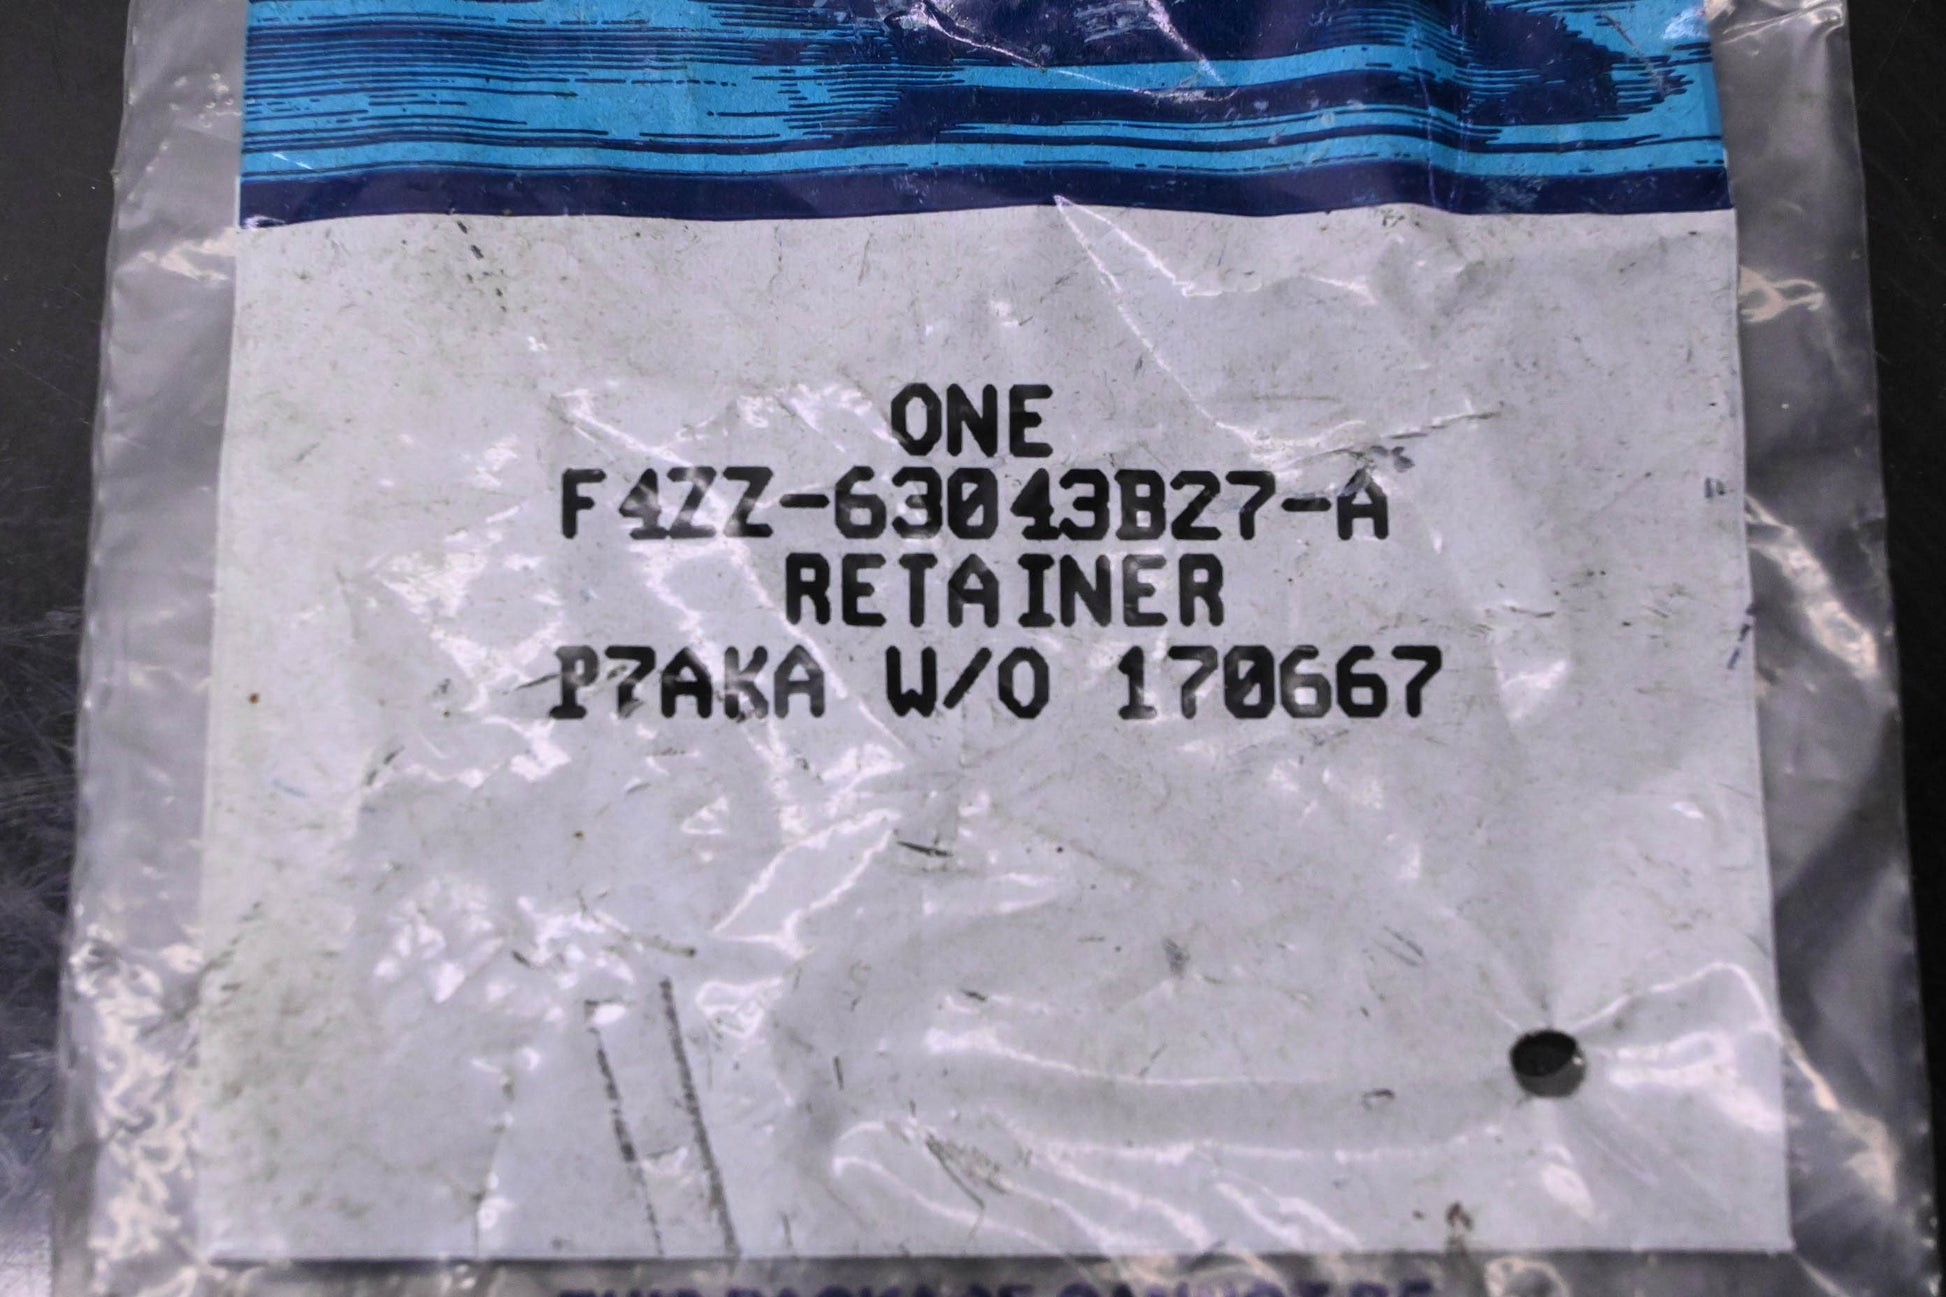 ONE
F4ZZ-63043B27-A
RETAINER
P7AKA W/O 170667